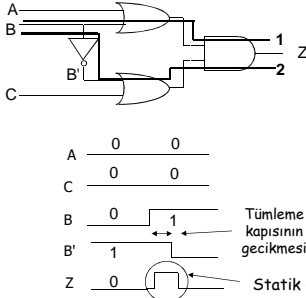 A
B
B'
C
1
Z
2
A 0 0
C 0 0
B 0 1
B' 1
Z 0
Tümleme
kapısının
gecikmesi
Statik